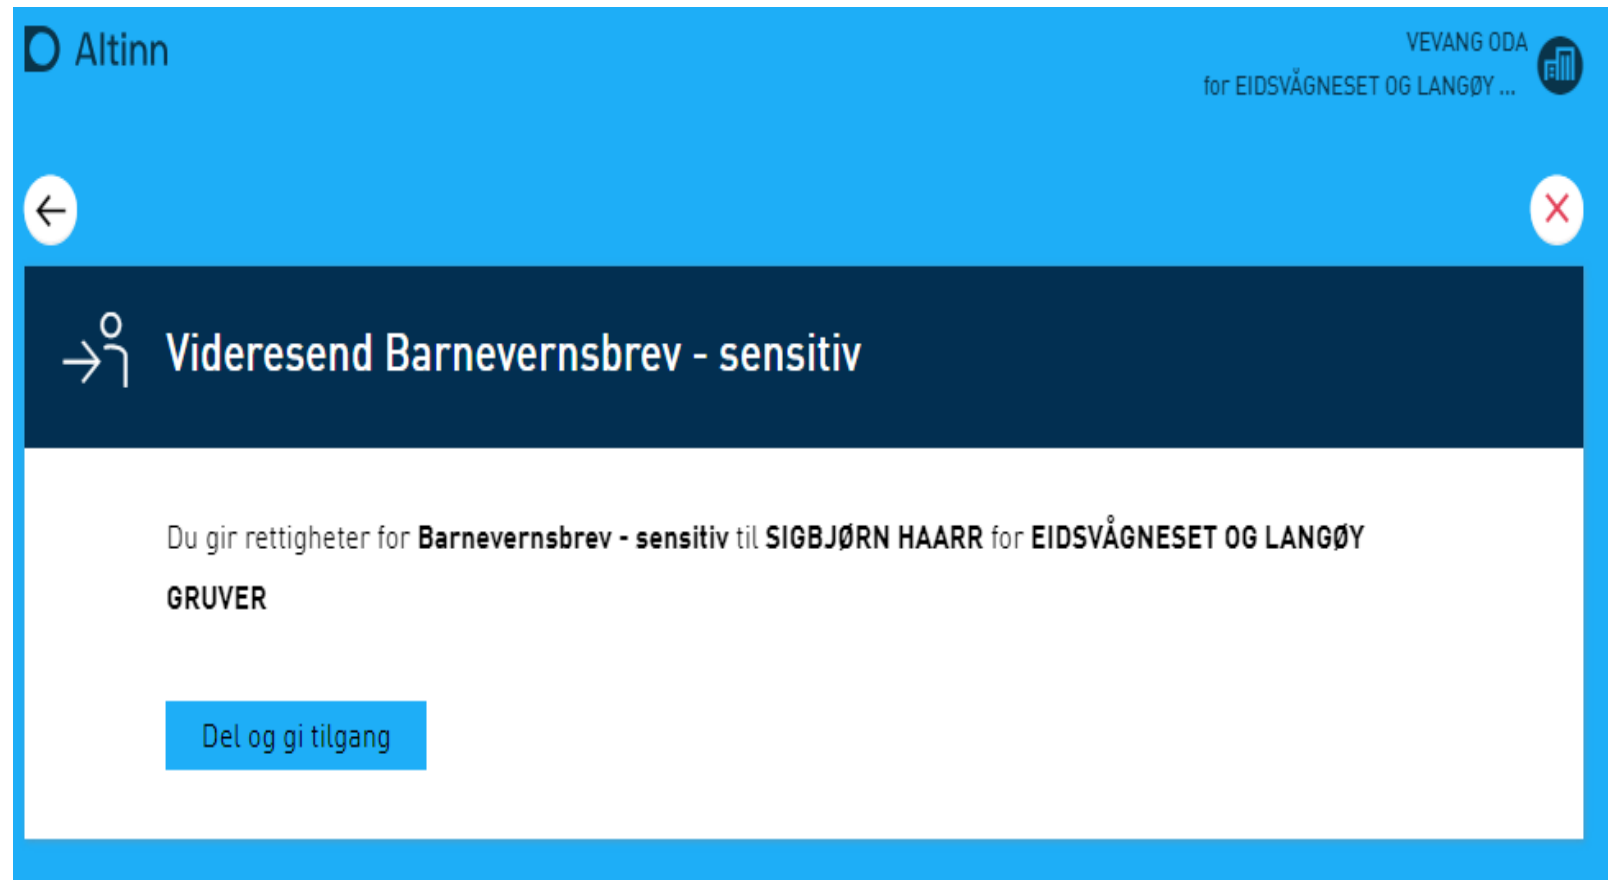 Altinn
VEVANG ODA
for EIDSVÅGNESET OG LANGØY ...
Videresend Barnevernsbrev - sensitiv
Du gir rettigheter for Barnevernsbrev - sensitiv til SIGBJØRN HAARR for EIDSVÅGNESET OG LANGØY
GRUVER
Del og gi tilgang